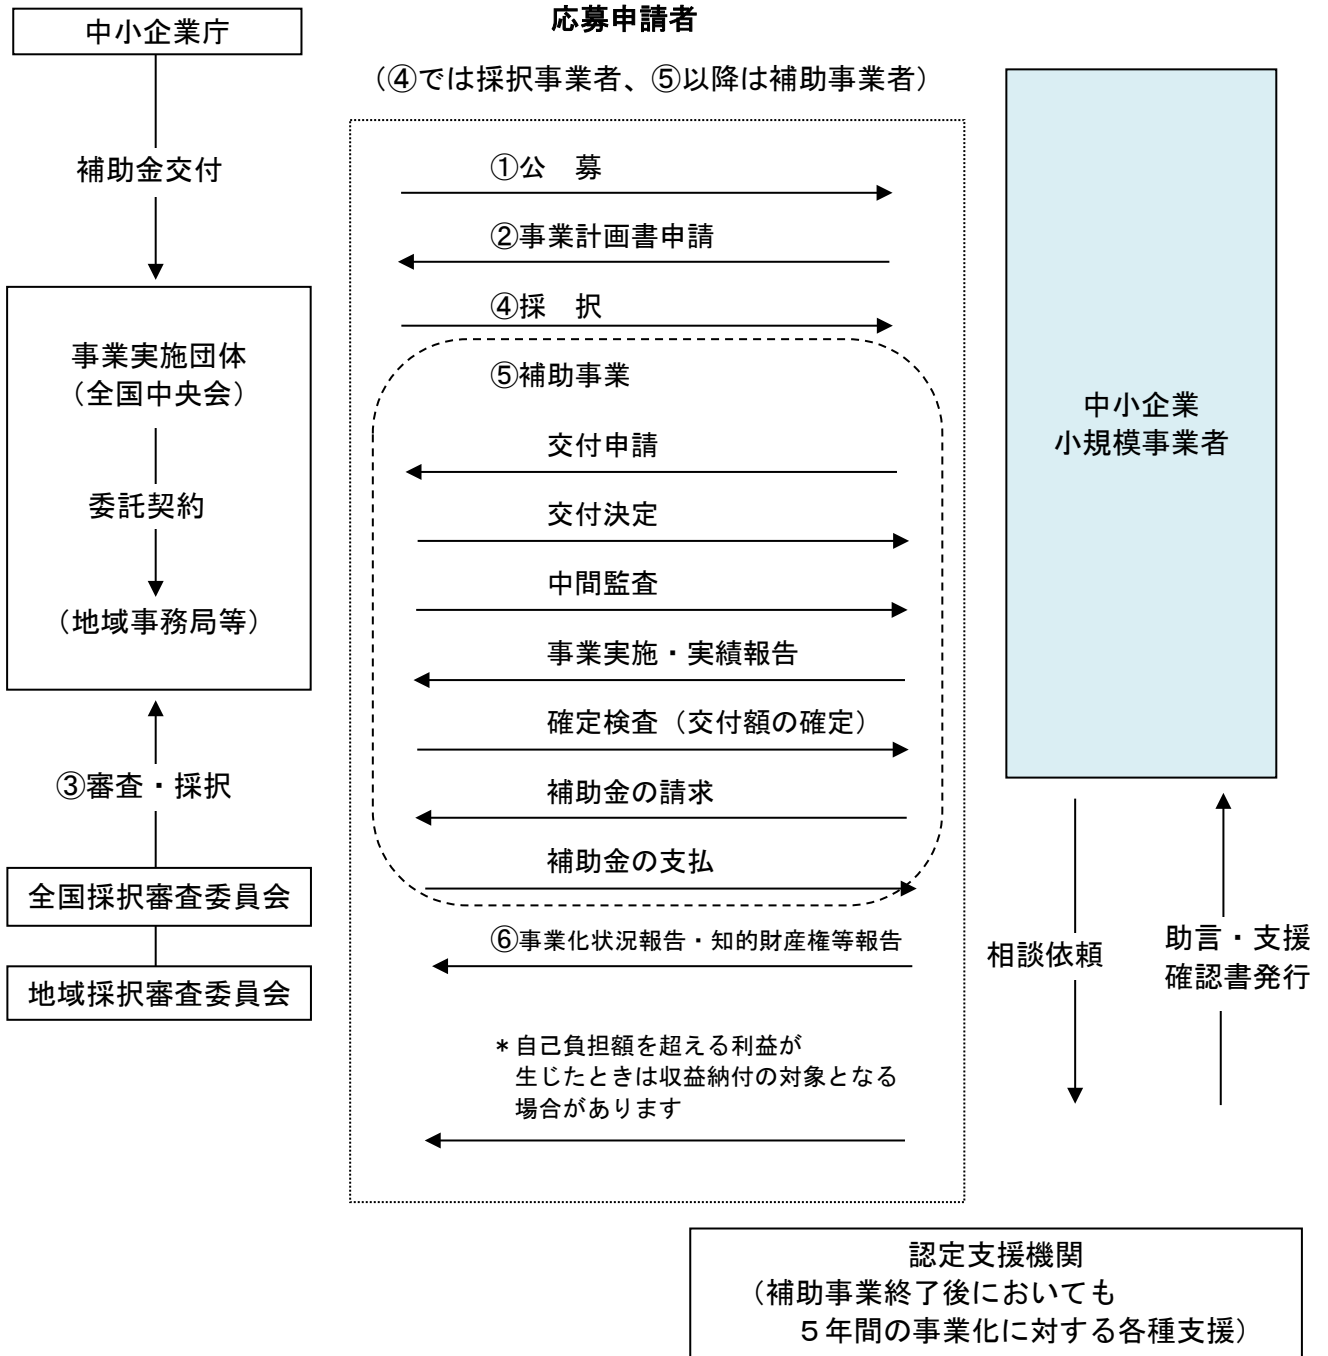 中小企業庁
応募申請者
（④では採択事業者、⑤以降は補助事業者）
補助金交付
事業実施団体
（全国中央会）
委託契約
（地域事務局等）
③審査・採択
全国採択審査委員会
地域採択審査委員会
①公　募
②事業計画書申請
④採　択
⑤補助事業
交付申請
交付決定
中間監査
事業実施・実績報告
確定検査（交付額の確定）
補助金の請求
補助金の支払
⑥事業化状況報告・知的財産権等報告
＊自己負担額を超える利益が
生じたときは収益納付の対象となる
場合があります
中小企業
小規模事業者
相談依頼
助言・支援
確認書発行
認定支援機関
（補助事業終了後においても
５年間の事業化に対する各種支援）